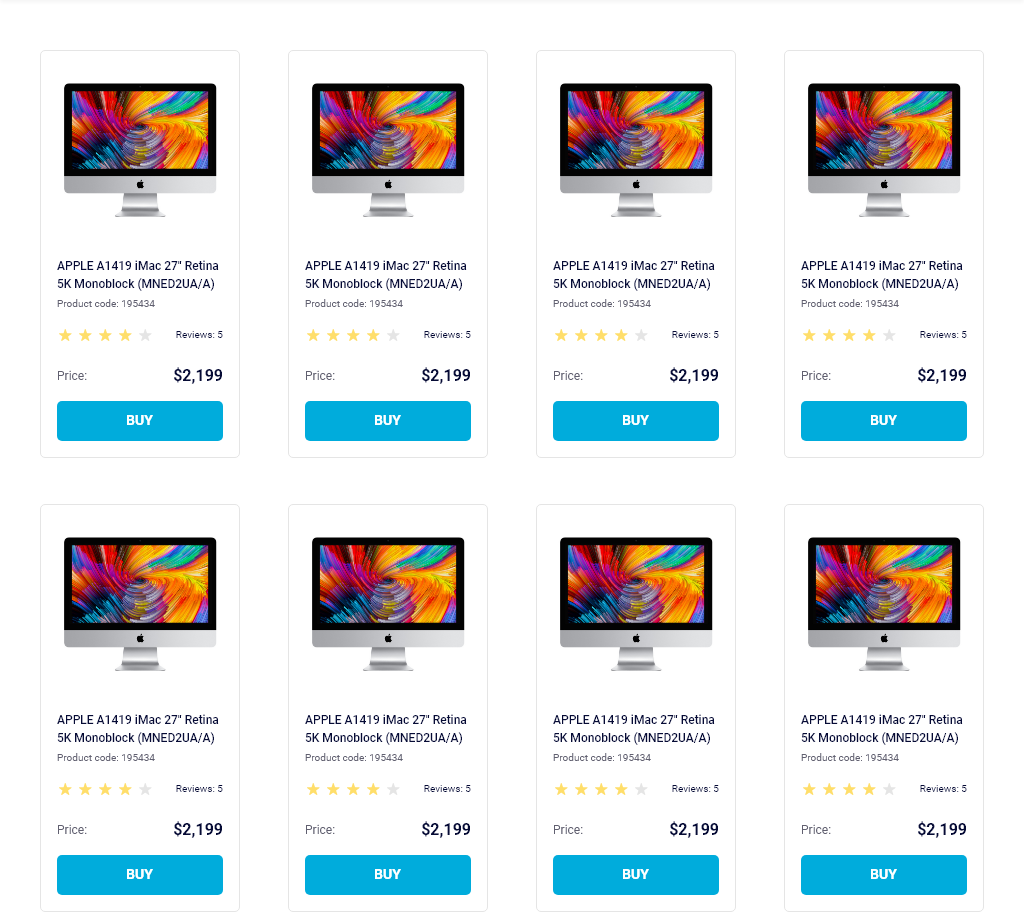 APPLE A1419 iMac 27" Retina
5K Monoblock (MNED2UA/A)
Product code: 195434
Reviews: 5
Price: $2,199
BUY
APPLE A1419 iMac 27" Retina
5K Monoblock (MNED2UA/A)
Product code: 195434
Reviews: 5
Price: $2,199
BUY
APPLE A1419 iMac 27" Retina
5K Monoblock (MNED2UA/A)
Product code: 195434
Reviews: 5
Price: $2,199
BUY
APPLE A1419 iMac 27" Retina
5K Monoblock (MNED2UA/A)
Product code: 195434
Reviews: 5
Price: $2,199
BUY
APPLE A1419 iMac 27" Retina
5K Monoblock (MNED2UA/A)
Product code: 195434
Reviews: 5
Price: $2,199
BUY
APPLE A1419 iMac 27" Retina
5K Monoblock (MNED2UA/A)
Product code: 195434
Reviews: 5
Price: $2,199
BUY
APPLE A1419 iMac 27" Retina
5K Monoblock (MNED2UA/A)
Product code: 195434
Reviews: 5
Price: $2,199
BUY
APPLE A1419 iMac 27" Retina
5K Monoblock (MNED2UA/A)
Product code: 195434
Reviews: 5
Price: $2,199
BUY